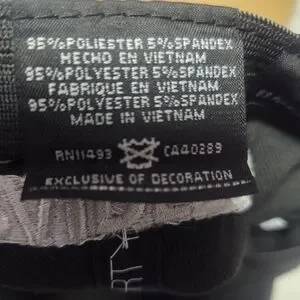 95%POLIESTER 5%SPANDEX
HECHO EN VIETNAM
95%POLYESTER 5%SPANDEX
FABRIQUE EN VIETNAM
95%POLYESTER 5%SPANDEX
MADE IN VIETNAM
RN11493 CA40289
EXCLUSIVE OF DECORATION
ART